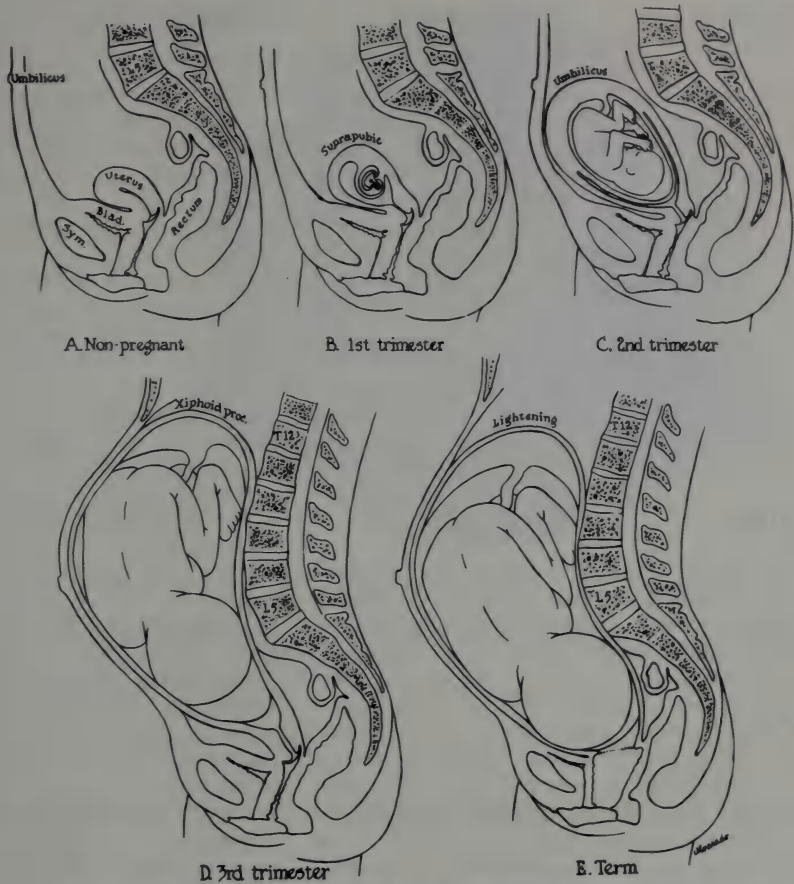 Umbilicus
L5
Uterus
Blad.
Sym.
Rectum
A. Non-pregnant
Suprapubic
B. 1st trimester
Umbilicus
C. 2nd trimester
Xiphoid proc.
T12
L5
D. 3rd trimester
Lightening
T12
L5
E. Term